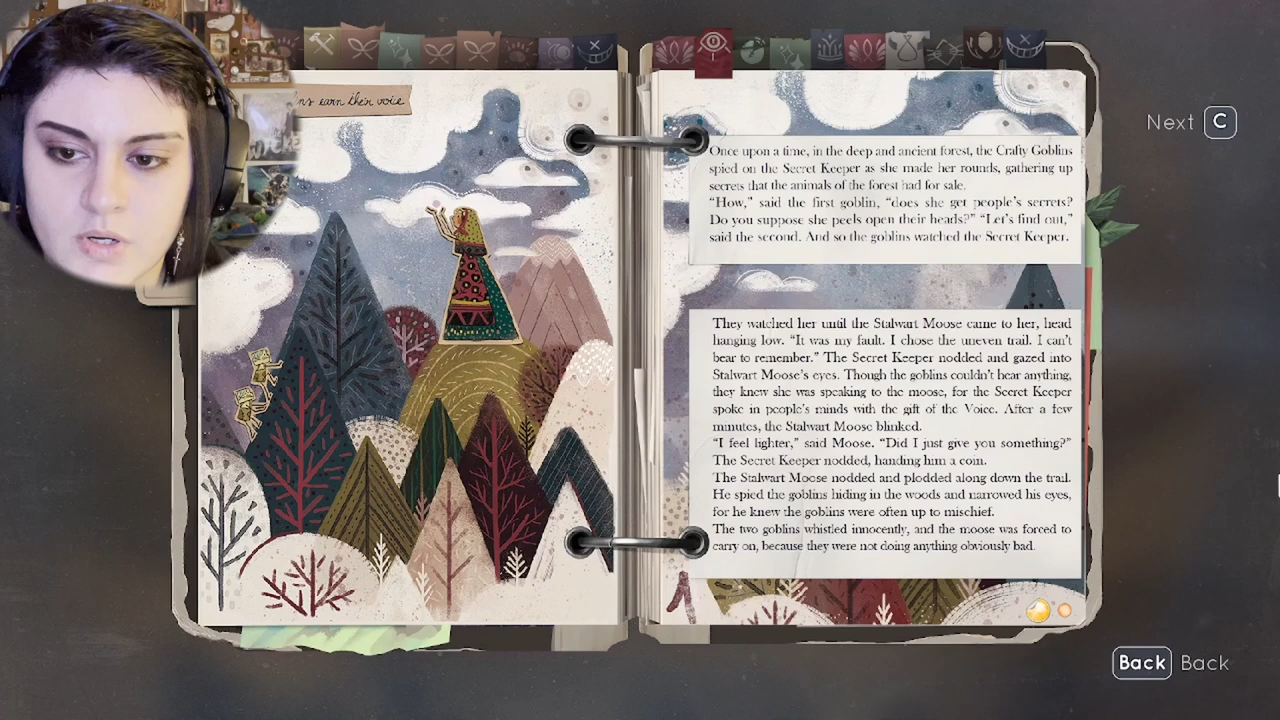 ns earn their voice
Once upon a time, in the deep and ancient forest, the Crafty Goblins
spied on the Secret Keeper as she made her rounds, gathering up
secrets that the animals of the forest had for sale.
"How," said the first goblin, "does she get people's secrets?
Do you suppose she peels open their heads?" "Let's find out,"
said the second. And so the goblins watched the Secret Keeper.
They watched her until the Stalwart Moose came to her, head
hanging low. "It was my fault. I chose the uneven trail. I can't
bear to remember." The Secret Keeper nodded and gazed into
Stalwart Moose's eyes. Though the goblins couldn't hear anything,
they knew she was speaking to the moose, for the Secret Keeper
spoke in people's minds with the gift of the Voice. After a few
minutes, the Stalwart Moose blinked.
"I feel lighter," said Moose. "Did I just give you something?"
The Secret Keeper nodded, handing him a coin.
The Stalwart Moose nodded and plodded along down the trail.
He spied the goblins hiding in the woods and narrowed his eyes,
for he knew the goblins were often up to mischief.
The two goblins whistled innocently, and the moose was forced to
carry on, because they were not doing anything obviously bad.
Next C
Back Back